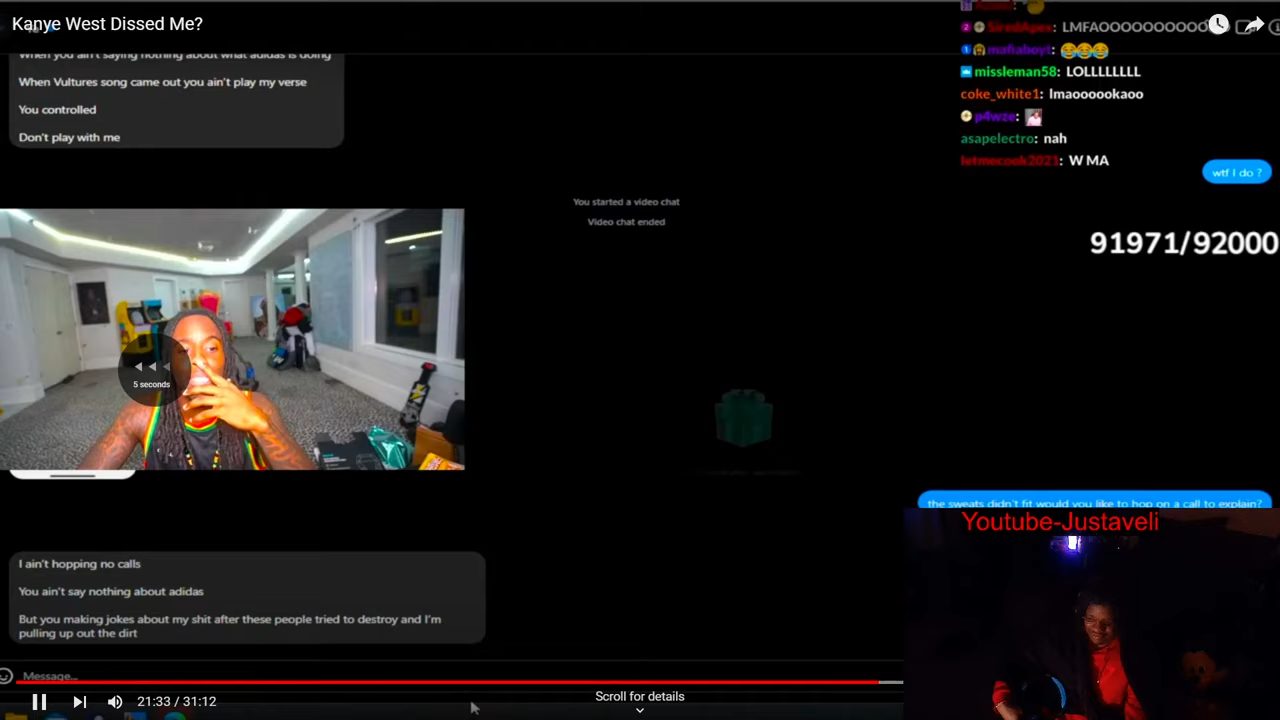 Kanye West Dissed Me?
When you ain't saying nothing about what adidas is doing
When Vultures song came out you ain't play my verse
You controlled
Don't play with me
SiredApex: LMFAOOOOOOOOOO
mafiaboyt:
missleman58: LOLLLLLLLL
coke_white1: lmaoooookaoo
p4wze:
asapelectro: nah
letmecook2021: W MA
wtf I do ?
You started a video chat
Video chat ended
91971/92000
5 seconds
the sweats didn't fit would you like to hop on a call to explain?
Youtube-Justaveli
I ain't hopping no calls
You ain't say nothing about adidas
But you making jokes about my shit after these people tried to destroy and I'm
pulling up out the dirt
Message...
21:33 / 31:12
Scroll for details